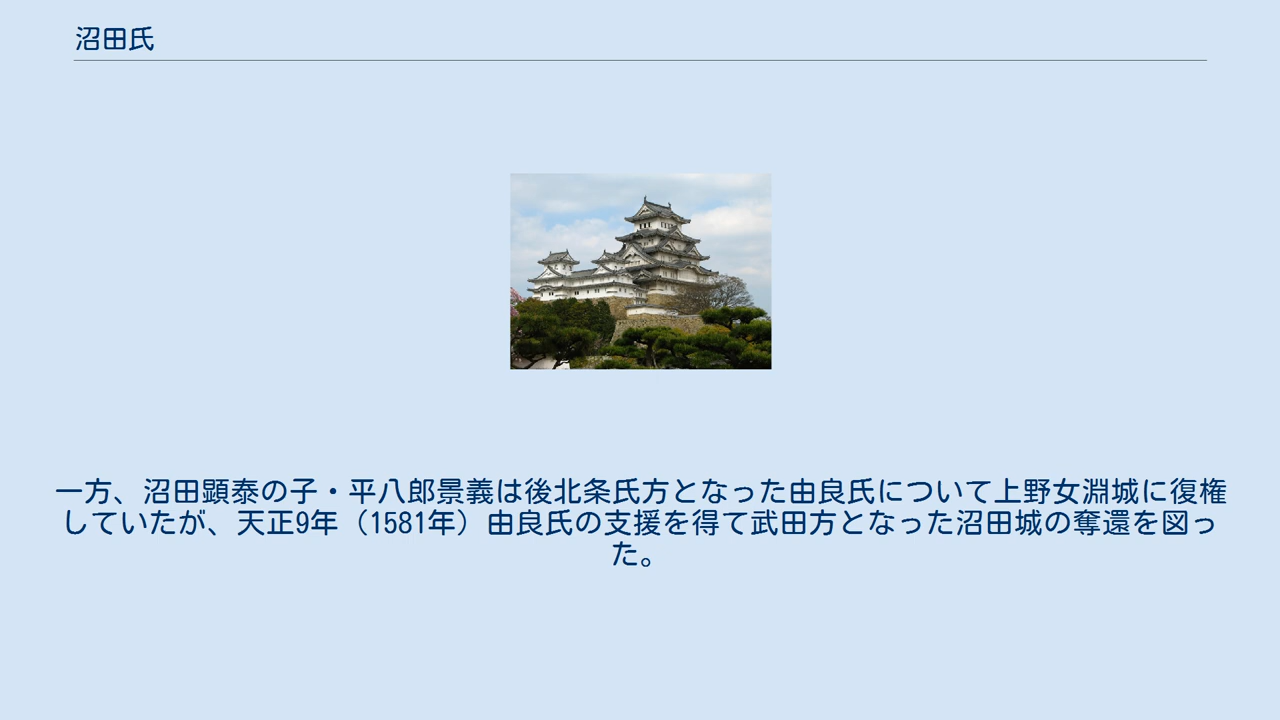 沼田氏
一方、沼田顕泰の子・平八郎景義は後北条氏方となった由良氏について上野女淵城に復権
していたが、天正9年（1581年）由良氏の支援を得て武田方となった沼田城の奪還を図っ
た。